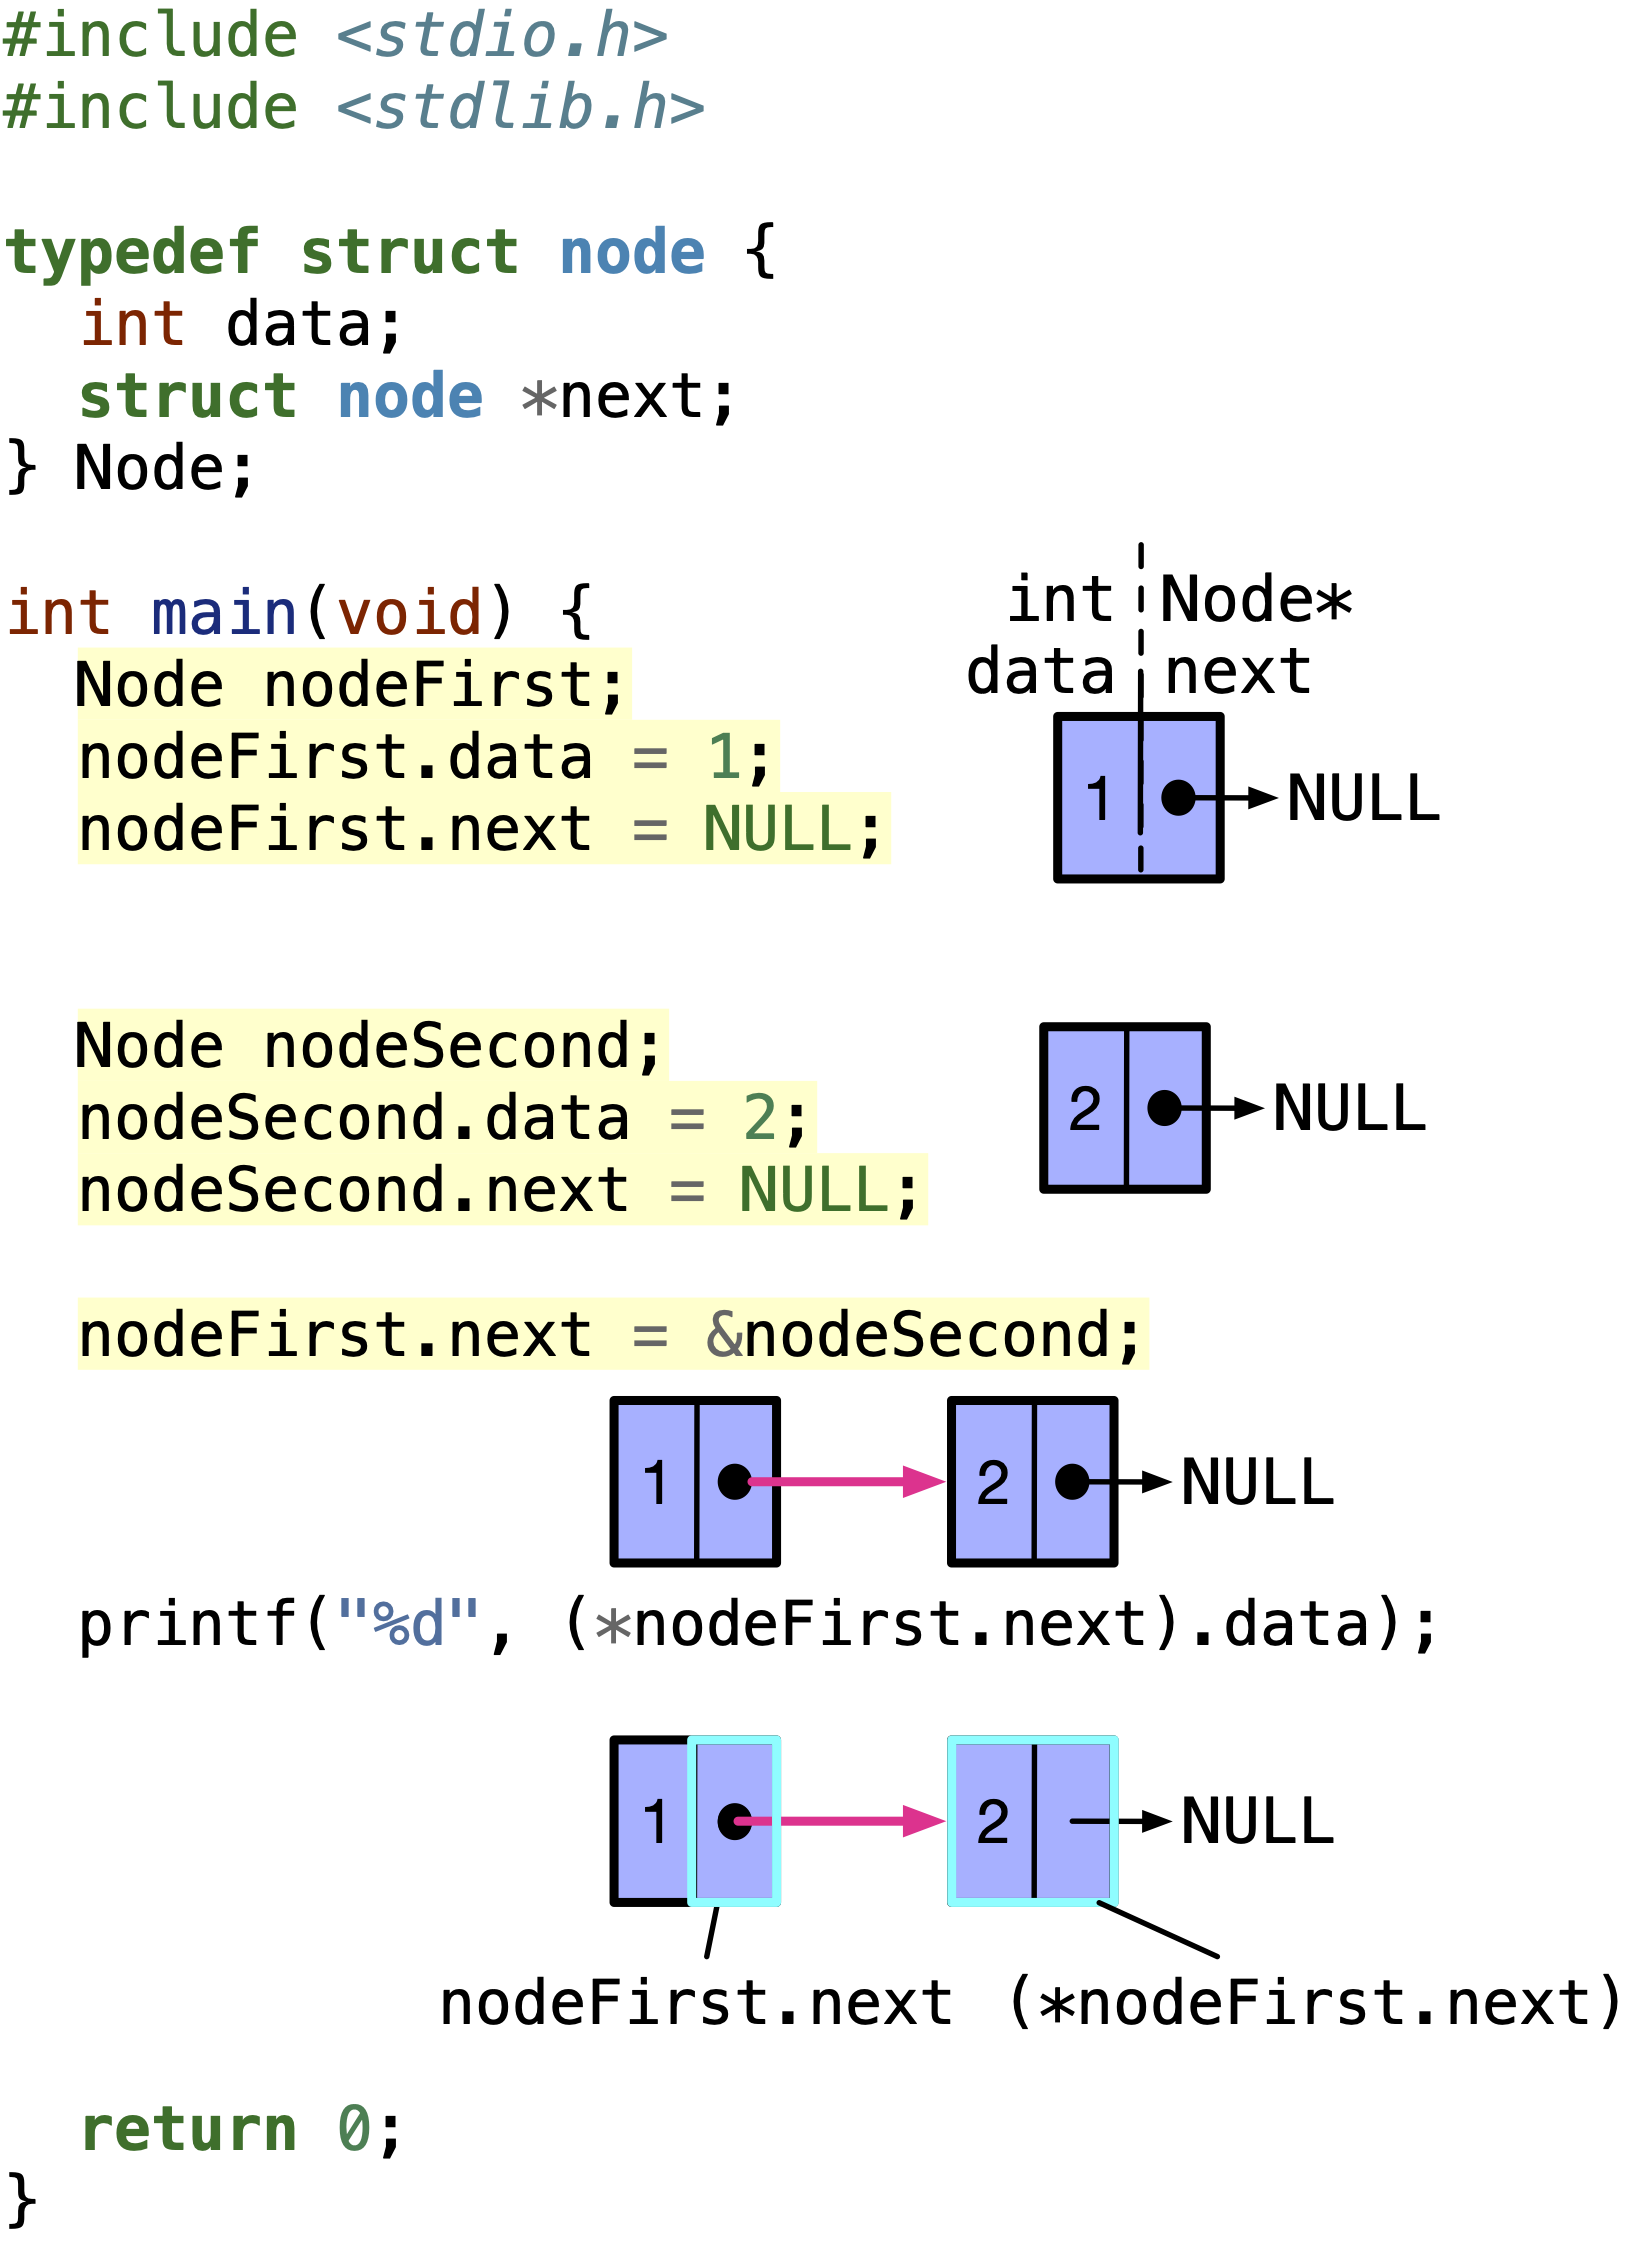 #include <stdio.h>
#include <stdlib.h>
typedef struct node {
int data;
struct node *next;
} Node;
int main(void) {
int Node*
Node nodeFirst;
data next
nodeFirst.data = 1;
1 NULL
nodeFirst.next = NULL;
Node nodeSecond;
nodeSecond.data = 2;
2 NULL
nodeSecond.next = NULL;
nodeFirst.next = &nodeSecond;
1 2 NULL
printf("%d", (*nodeFirst.next).data);
1 2 NULL
nodeFirst.next (*nodeFirst.next)
return 0;
}